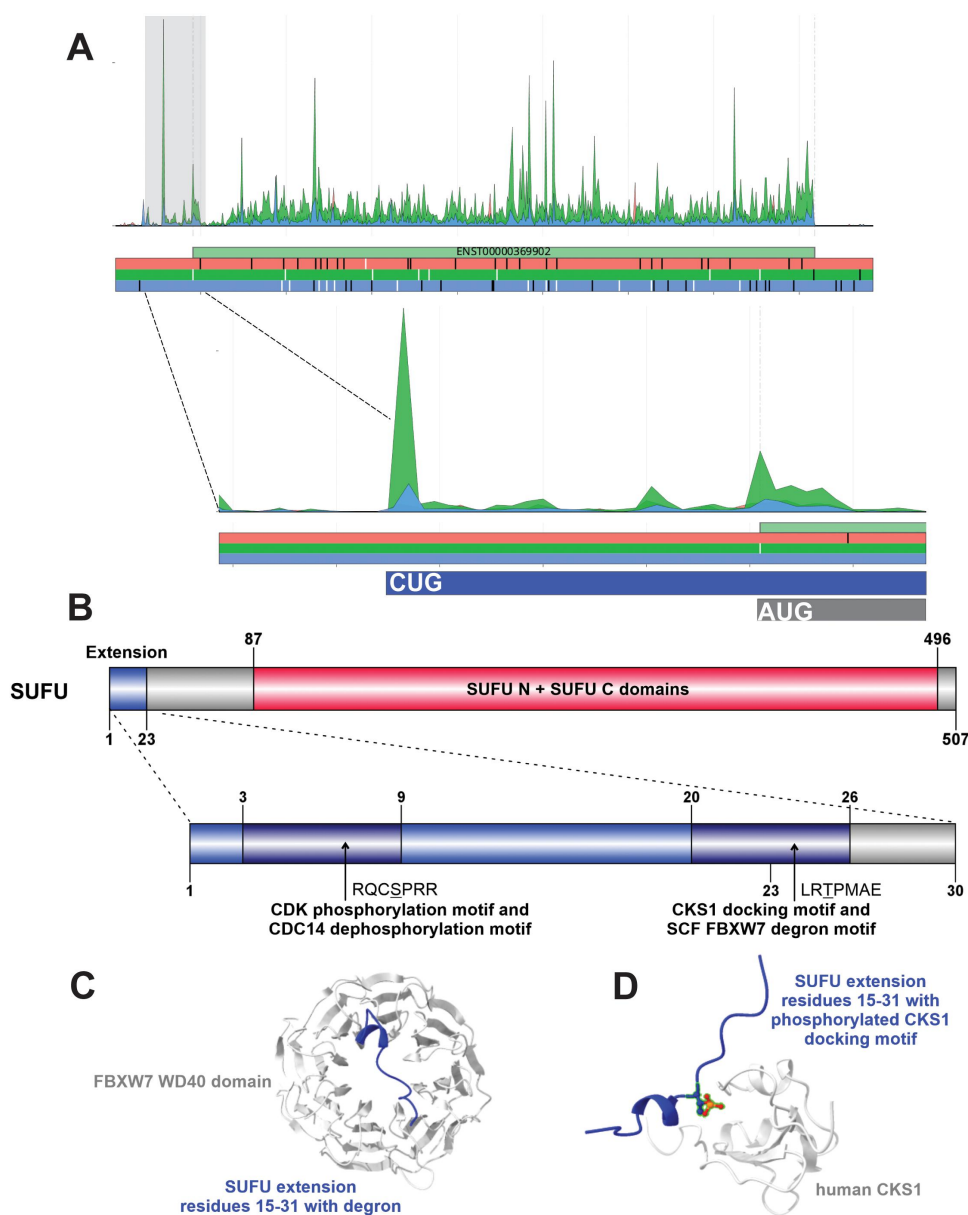 A
ENST00000369902
CUG
AUG
B
87
496
Extension
SUFU
SUFU N + SUFU C domains
1
23
507
3
9
20
26
1
23
30
RQCSPRR
LRTPMAE
CDK phosphorylation motif and
CDC14 dephosphorylation motif
CKS1 docking motif and
SCF FBXW7 degron motif
C
D
SUFU extension
residues 15-31 with
phosphorylated CKS1
docking motif
FBXW7 WD40 domain
SUFU extension
residues 15-31 with degron
human CKS1